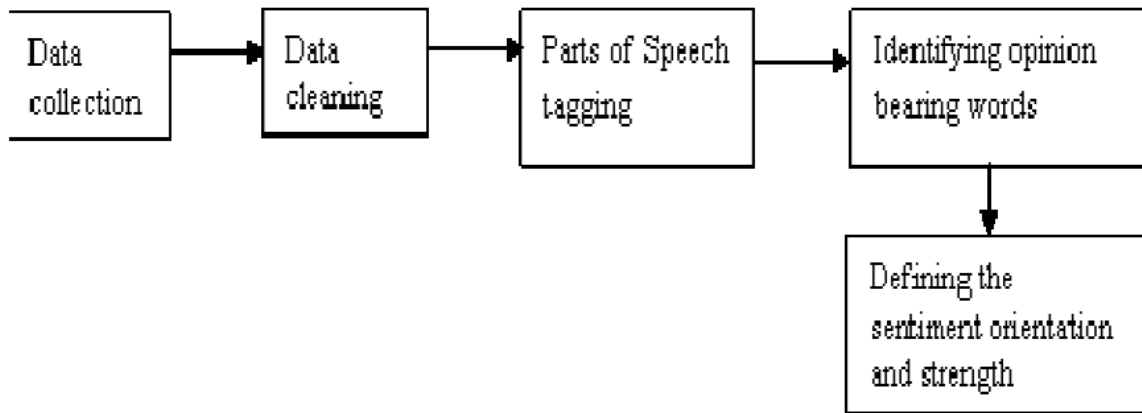 Data
collection
Data
cleaning
Parts of Speech
tagging
Identifying opinion
bearing words
Defining the
sentiment orientation
and strength